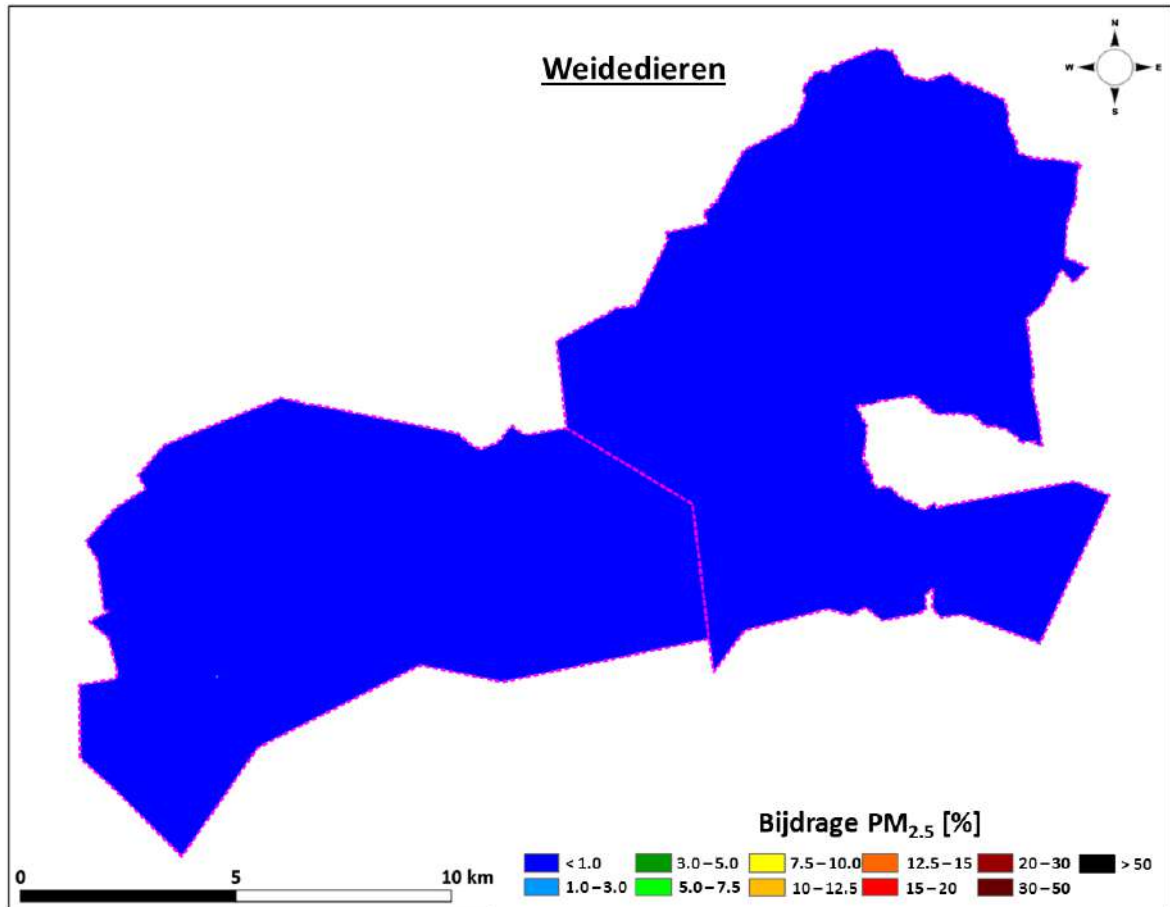 Weidedieren
N
W E
S
Bijdrage PM2.5 [%]
< 1.0 3.0 – 5.0 7.5 – 10.0 12.5 – 15 20 – 30 > 50
1.0 – 3.0 5.0 – 7.5 10 – 12.5 15 – 20 30 – 50
0 5 10 km